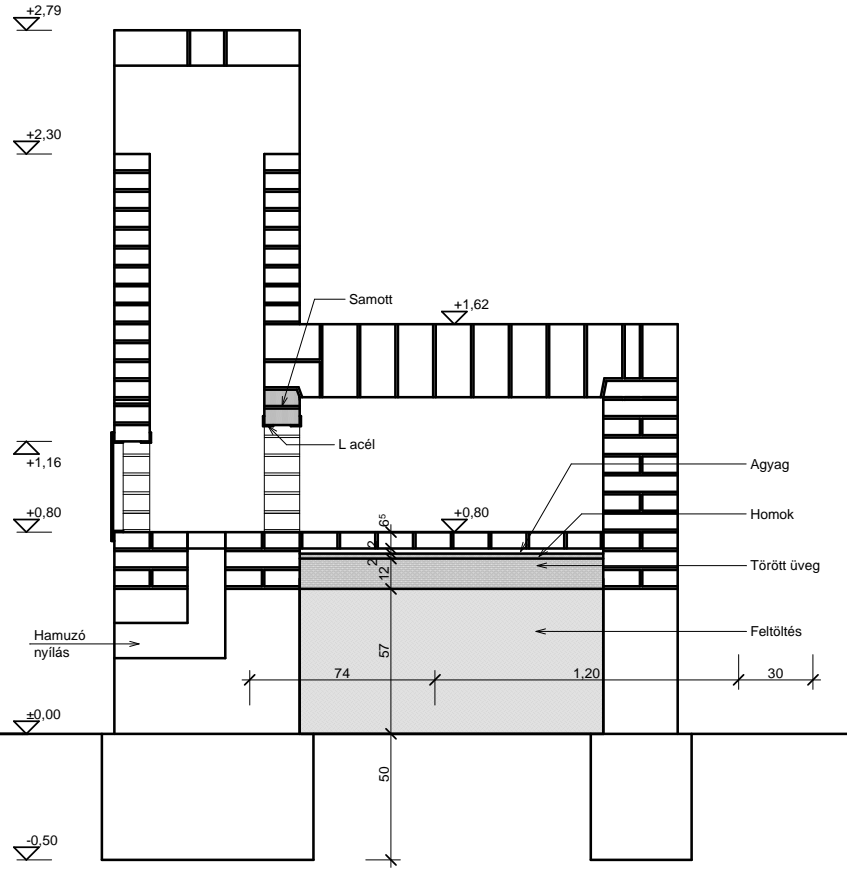 +2,79
+2,30
Samott
+1,62
L acél
+1,16
Agyag
+0,80
6⁵
+0,80
Homok
2
2
12
Törött üveg
Hamuzó
nyílás
57
Feltöltés
74
1,20
30
±0,00
50
-0,50